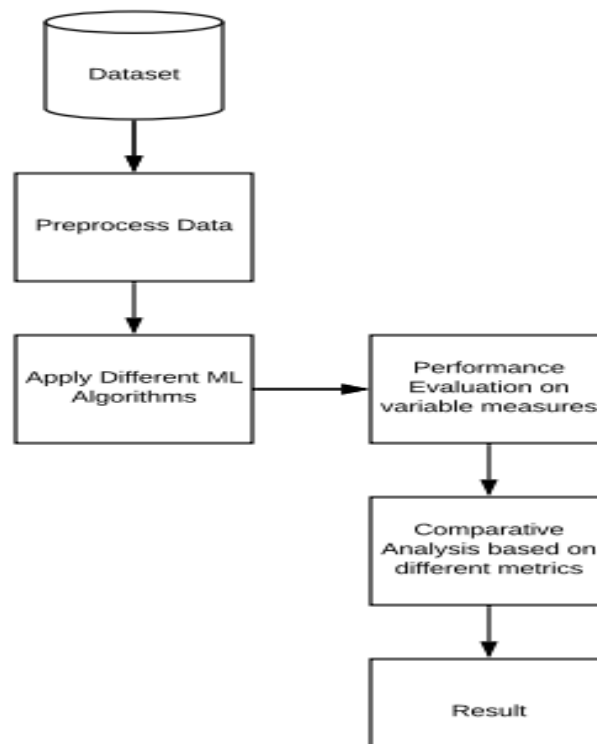 Dataset
Preprocess Data
Apply Different ML
Algorithms
Performance
Evaluation on
variable measures
Comparative
Analysis based on
different metrics
Result